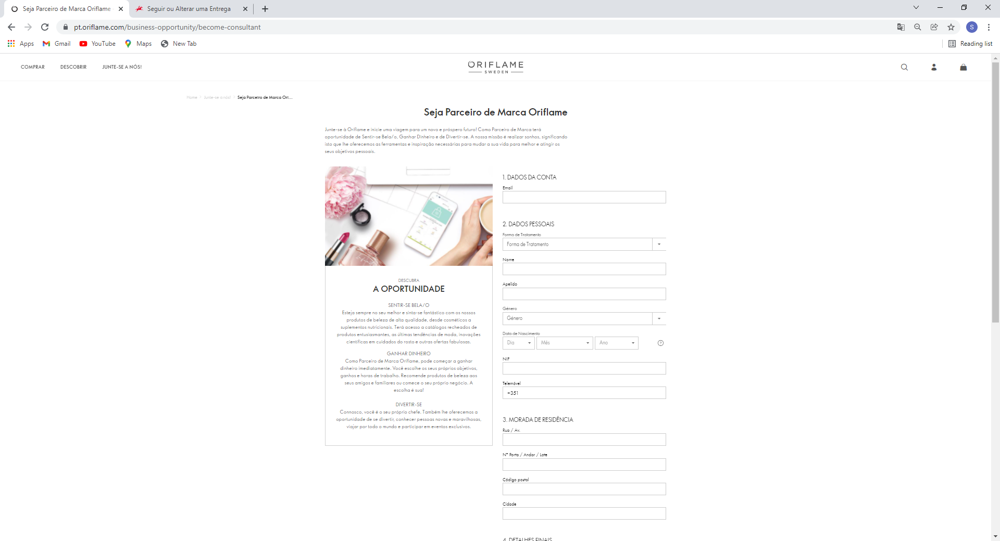 Seja Parceiro de Marca Oriflame
Seguir ou Alterar uma Entrega
pt.oriflame.com/business-opportunity/become-consultant
S
Apps
Gmail
YouTube
Maps
New Tab
Reading list
COMPRAR
DESCOBRIR
JUNTE-SE A NÓS!
ORIFLAME
SWEDEN
Home > Junte-se a nós! > Seja Parceiro de Marca Ori...
Seja Parceiro de Marca Oriflame
Junte-se à Oriflame e inicie uma viagem para um novo e próspero futuro! Como Parceiro de Marca terá
oportunidade de Sentir-se Bela/o, Ganhar Dinheiro e de Divertir-se. A nossa missão é realizar sonhos, significando
isto que lhe oferecemos as ferramentas e inspiração necessárias para mudar a sua vida para melhor e atingir os
seus objetivos pessoais.
DESCUBRA
A OPORTUNIDADE
SENTIR-SE BELA/O
Esteja sempre no seu melhor e sinta-se fantástico com os nossos
produtos de beleza de alta qualidade, desde cosméticos a
suplementos nutricionais. Terá acesso a catálogos recheados de
produtos entusiasmantes, as últimas tendências de moda, inovações
científicas em cuidados do rosto e outras ofertas fabulosas.
GANHAR DINHEIRO
Como Parceiro de Marca Oriflame, pode começar a ganhar
dinheiro imediatamente. Você escolhe os seus próprios objetivos,
ganhos e horas de trabalho. Recomende produtos de beleza aos
seus amigos e familiares ou comece o seu próprio negócio. A
escolha é sua!
DIVERTIR-SE
Connosco, você é o seu próprio chefe. Também lhe oferecemos a
oportunidade de se divertir, conhecer pessoas novas e maravilhosas,
viajar por todo o mundo e participar em eventos exclusivos.
1. DADOS DA CONTA
Email
2. DADOS PESSOAIS
Forma de Tratamento
Forma de Tratamento
Nome
Apelido
Género
Género
Data de Nascimento
Dia
Mês
Ano
?
NIF
Telemóvel
+351
3. MORADA DE RESIDÊNCIA
Rua / Av.
Nº Porta / Andar / Lote
Código postal
Cidade
4. DETALHES FINAIS